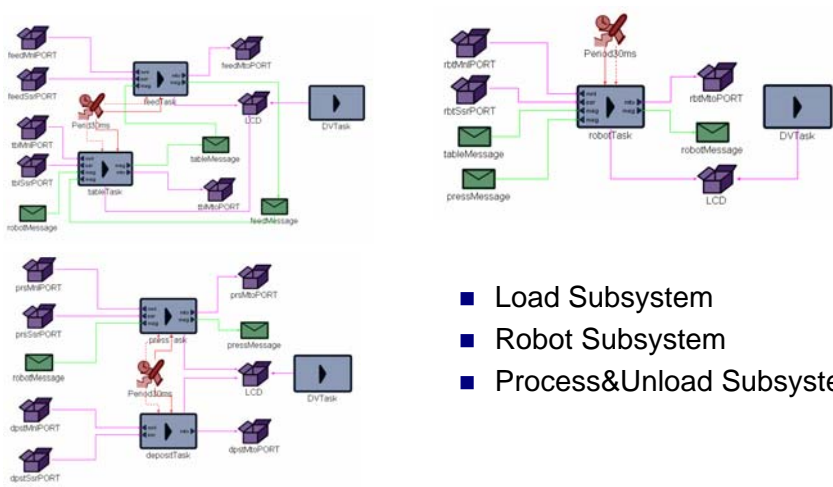 feedMnlPORT
feedMtoPORT
feedSsrPORT
feedTask
Period30ms
LCD
DVTask
tblMnlPORT
tableMessage
tblSsrPORT
tableTask
tblMtoPORT
feedMessage
robotMessage
rbtMnlPORT
Period30ms
rbtSsrPORT
rbtMtoPORT
robotTask
DVTask
tableMessage
robotMessage
pressMessage
LCD
prsMnlPORT
prsMtoPORT
prsSsrPORT
pressTask
pressMessage
robotMessage
Period30ms
LCD
DVTask
dpstMnlPORT
depositTask
dpstMtoPORT
dpstSsrPORT
Load Subsystem
Robot Subsystem
Process&Unload Subsyste